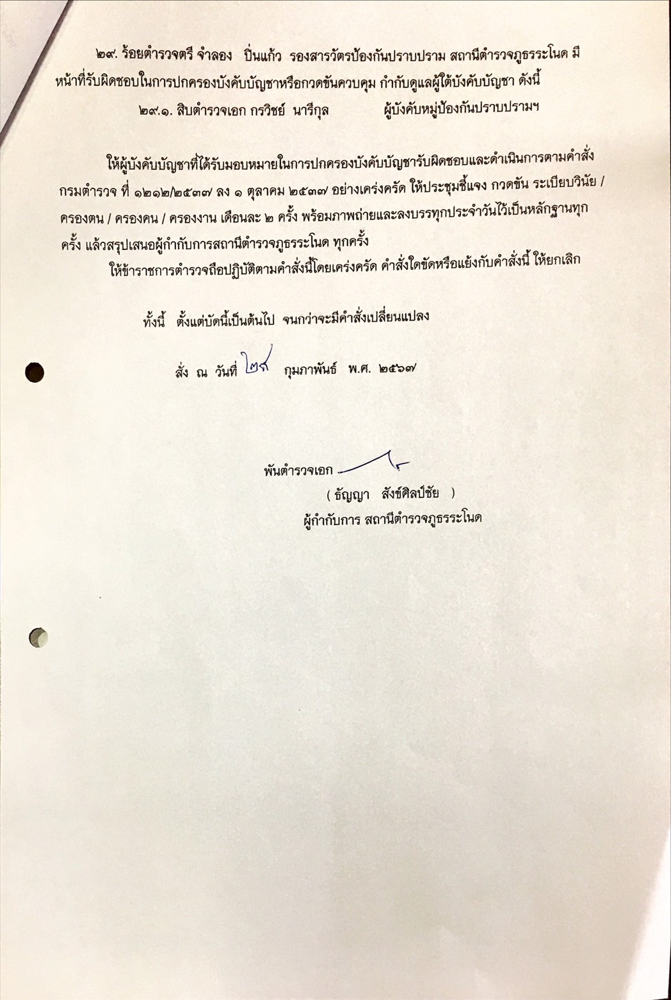 ๒๙. ร้อยตำรวจตรี จำลอง ปิ่นแก้ว รองสารวัตรป้องกันปราบปราม สถานีตำรวจภูธรระโนด มี
หน้าที่รับผิดชอบในการปกครองบังคับบัญชาหรือกวดขันควบคุม กำกับดูแลผู้ใต้บังคับบัญชา ดังนี้
๒๙.๑. สิบตำรวจเอก กรวิชย์ นารีกุล ผู้บังคับหมู่ป้องกันปราบปรามฯ
ให้ผู้บังคับบัญชาที่ได้รับมอบหมายในการปกครองบังคับบัญชารับผิดชอบและดำเนินการตามคำสั่ง
กรมตำรวจ ที่ ๑๒๑๒/๒๕๓๗ ลง ๑ ตุลาคม ๒๕๓๗ อย่างเคร่งครัด ให้ประชุมชี้แจง กวดขัน ระเบียบวินัย /
ครองตน / ครองคน / ครองงาน เดือนละ ๒ ครั้ง พร้อมภาพถ่ายและลงบรรทุกประจำวันไว้เป็นหลักฐานทุก
ครั้ง แล้วสรุปเสนอผู้กำกับการสถานีตำรวจภูธรระโนด ทุกครั้ง
ให้ข้าราชการตำรวจถือปฏิบัติตามคำสั่งนี้โดยเคร่งครัด คำสั่งใดขัดหรือแย้งกับคำสั่งนี้ ให้ยกเลิก
ทั้งนี้ ตั้งแต่บัดนี้เป็นต้นไป จนกว่าจะมีคำสั่งเปลี่ยนแปลง
สั่ง ณ วันที่ กุมภาพันธ์ พ.ศ. ๒๕๖๗
พันตำรวจเอก
( ธัญญา สังข์ศิลป์ชัย )
ผู้กำกับการ สถานีตำรวจภูธรระโนด